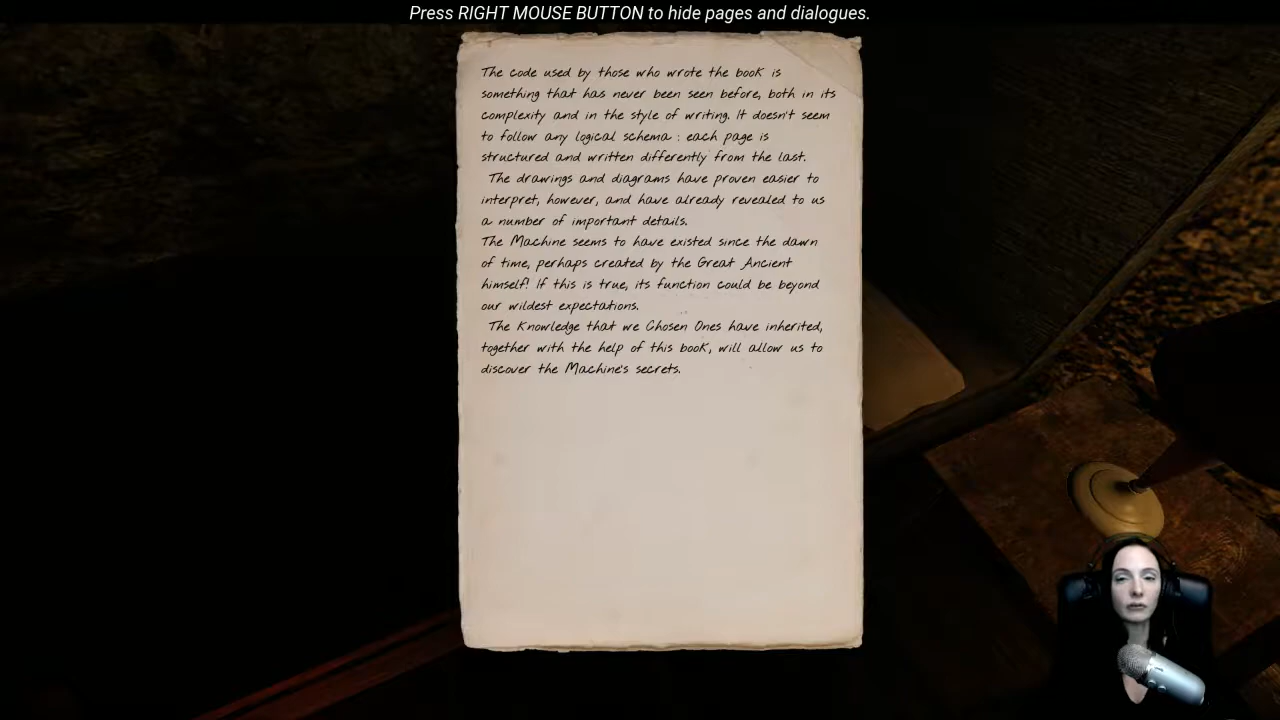 Press RIGHT MOUSE BUTTON to hide pages and dialogues.
The code used by those who wrote the book is
something that has never been seen before, both in its
complexity and in the style of writing. It doesn't seem
to follow any logical schema : each page is
structured and written differently from the last.
The drawings and diagrams have proven easier to
interpret, however, and have already revealed to us
a number of important details.
The Machine seems to have existed since the dawn
of time, perhaps created by the Great Ancient
himself! If this is true, its function could be beyond
our wildest expectations.
The Knowledge that we Chosen Ones have inherited,
together with the help of this book, will allow us to
discover the Machine's secrets.